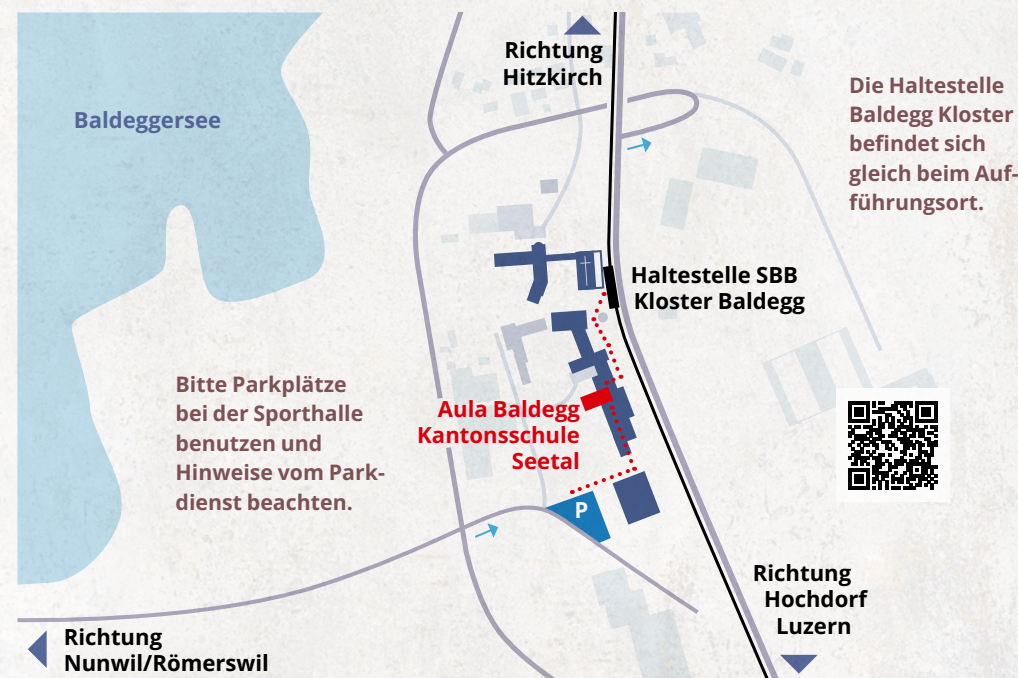 Richtung
Hitzkirch
Baldeggersee
Die Haltestelle
Baldegg Kloster
befindet sich
gleich beim Auf-
führungsort.
Haltestelle SBB
Kloster Baldegg
Bitte Parkplätze
bei der Sporthalle
benutzen und
Hinweise vom Park-
dienst beachten.
Aula Baldegg
Kantonsschule
Seetal
P
Richtung
Hochdorf
Luzern
Richtung
Nunwil/Römerswil